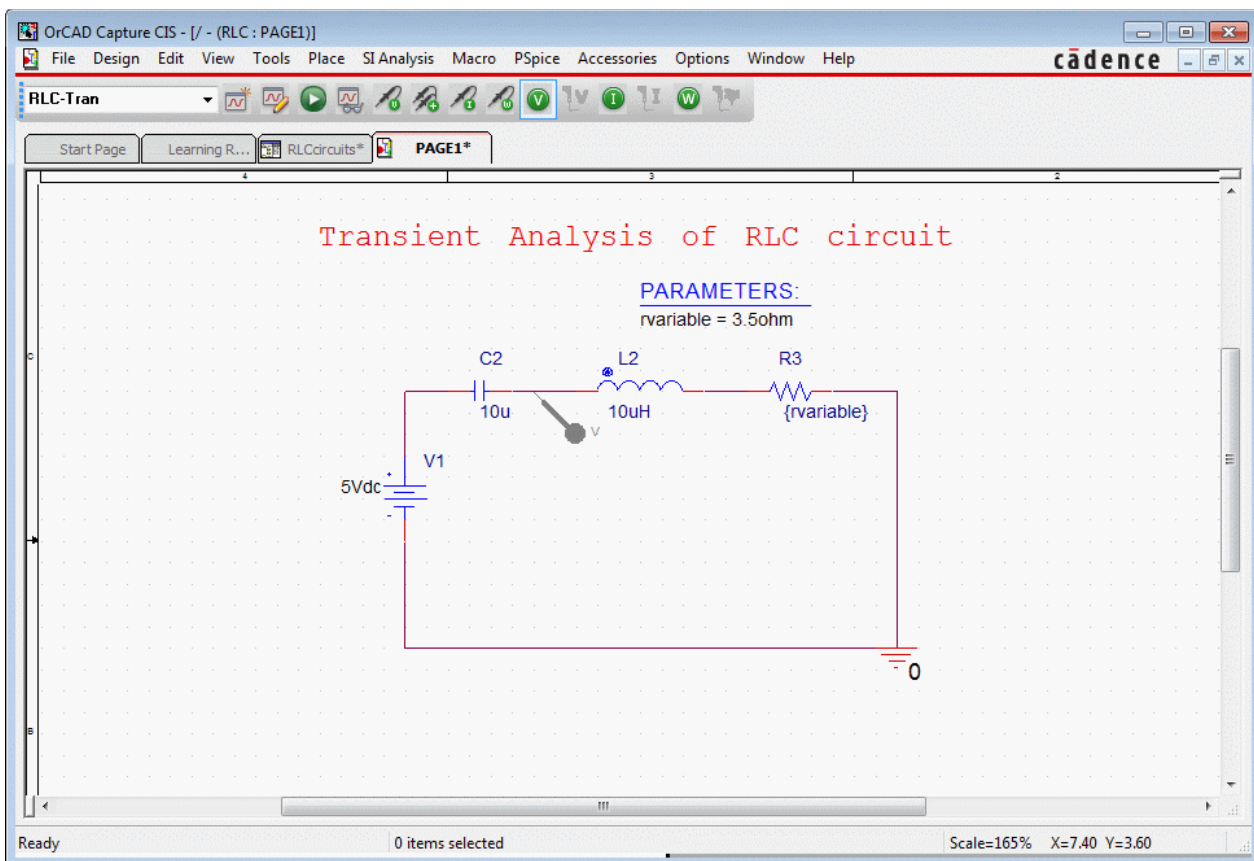 OrCAD Capture CIS - [/ - (RLC : PAGE1)]
File Design Edit View Tools Place SI Analysis Macro PSpice Accessories Options Window Help cādence
RLC-Tran V I W
Start Page Learning R... RLCcircuits* PAGE1*
4 3 2
Transient Analysis of RLC circuit
PARAMETERS:
rvariable = 3.5ohm
C
C2 L2 R3
10u 10uH {rvariable}
V
V1
5Vdc
0
B
Ready 0 items selected Scale=165% X=7.40 Y=3.60